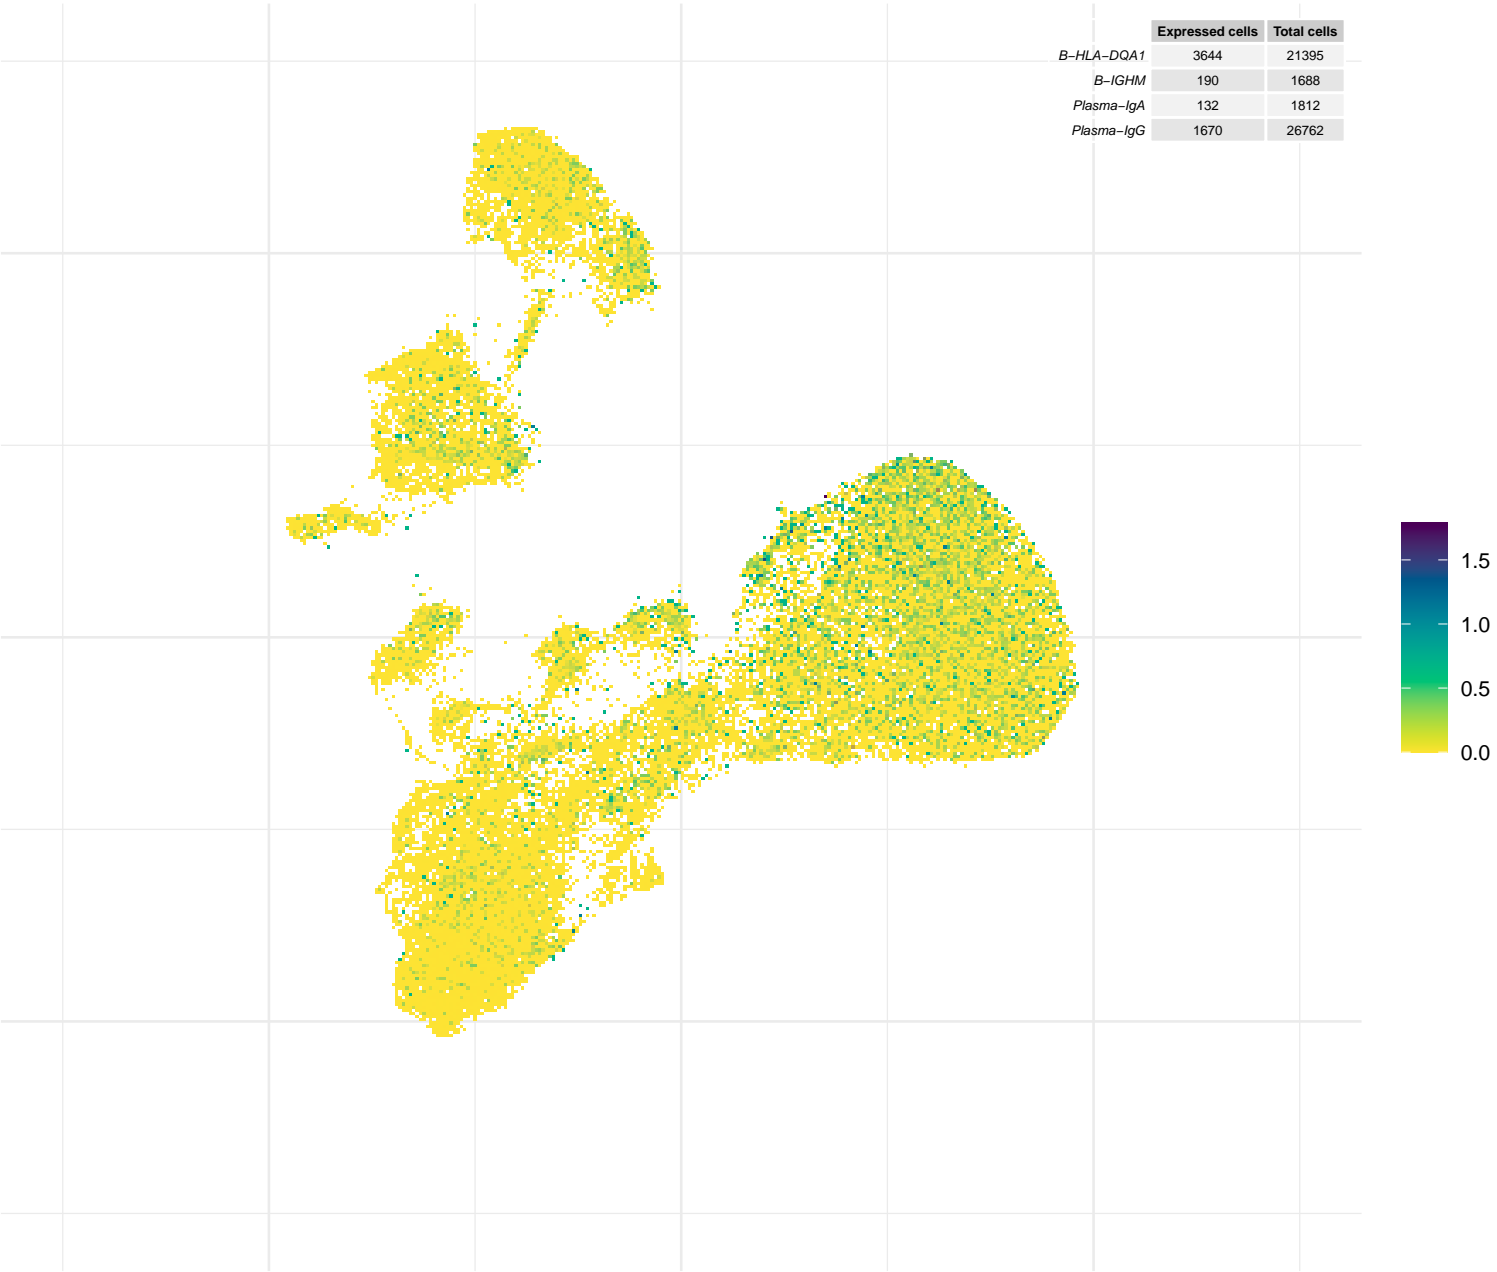 Expressed cells Total cells
B−HLA−DQA1 3644 21395
B−IGHM 190 1688
Plasma−IgA 132 1812
Plasma−IgG 1670 26762
1.5
1.0
0.5
0.0